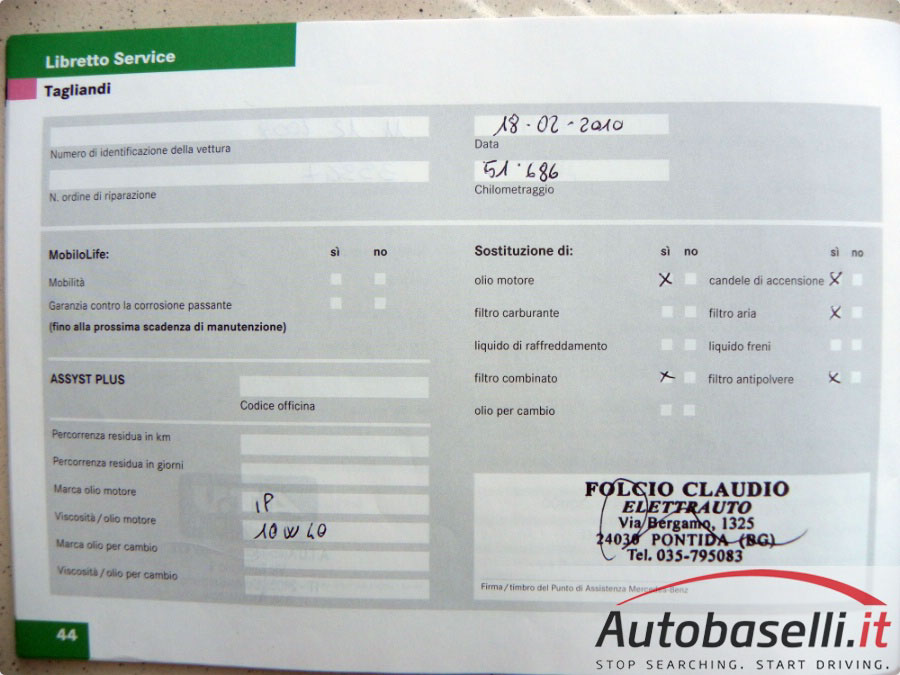 Libretto Service
Tagliandi
Numero di identificazione della vettura
N. ordine di riparazione
18-02-2010
Data
51.686
Chilometraggio
MobiloLife: sì no
Mobilità
Garanzia contro la corrosione passante
(fino alla prossima scadenza di manutenzione)
ASSYST PLUS
Codice officina
Percorrenza residua in km
Percorrenza residua in giorni
Marca olio motore IP
Viscosità / olio motore 10W40
Marca olio per cambio
Viscosità / olio per cambio
Sostituzione di: sì no sì no
olio motore X candele di accensione X
filtro carburante filtro aria X
liquido di raffreddamento liquido freni
filtro combinato X filtro antipolvere X
olio per cambio
FOLCIO CLAUDIO
ELETTRAUTO
Via Bergamo, 1325
24030 PONTIDA (BG)
Tel. 035-795083
Firma/timbro del Punto di Assistenza Mercedes Benz
44
Autobaselli.it
STOP SEARCHING. START DRIVING.